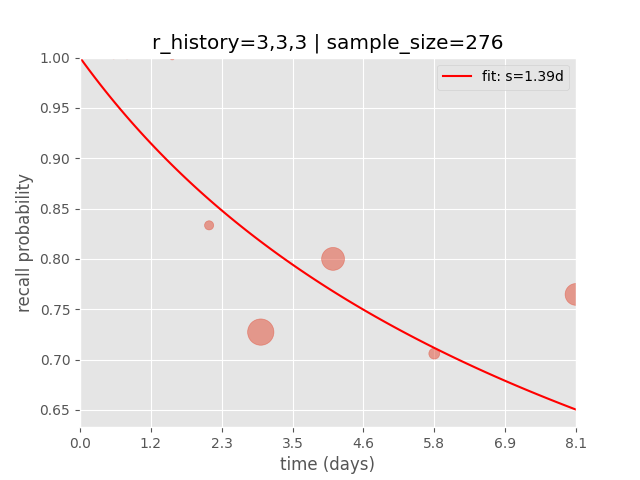 r_history=3,3,3 | sample_size=276
fit: s=1.39d
1.00
0.95
0.90
0.85
0.80
0.75
0.70
0.65
recall probability
0.0 1.2 2.3 3.5 4.6 5.8 6.9 8.1
time (days)